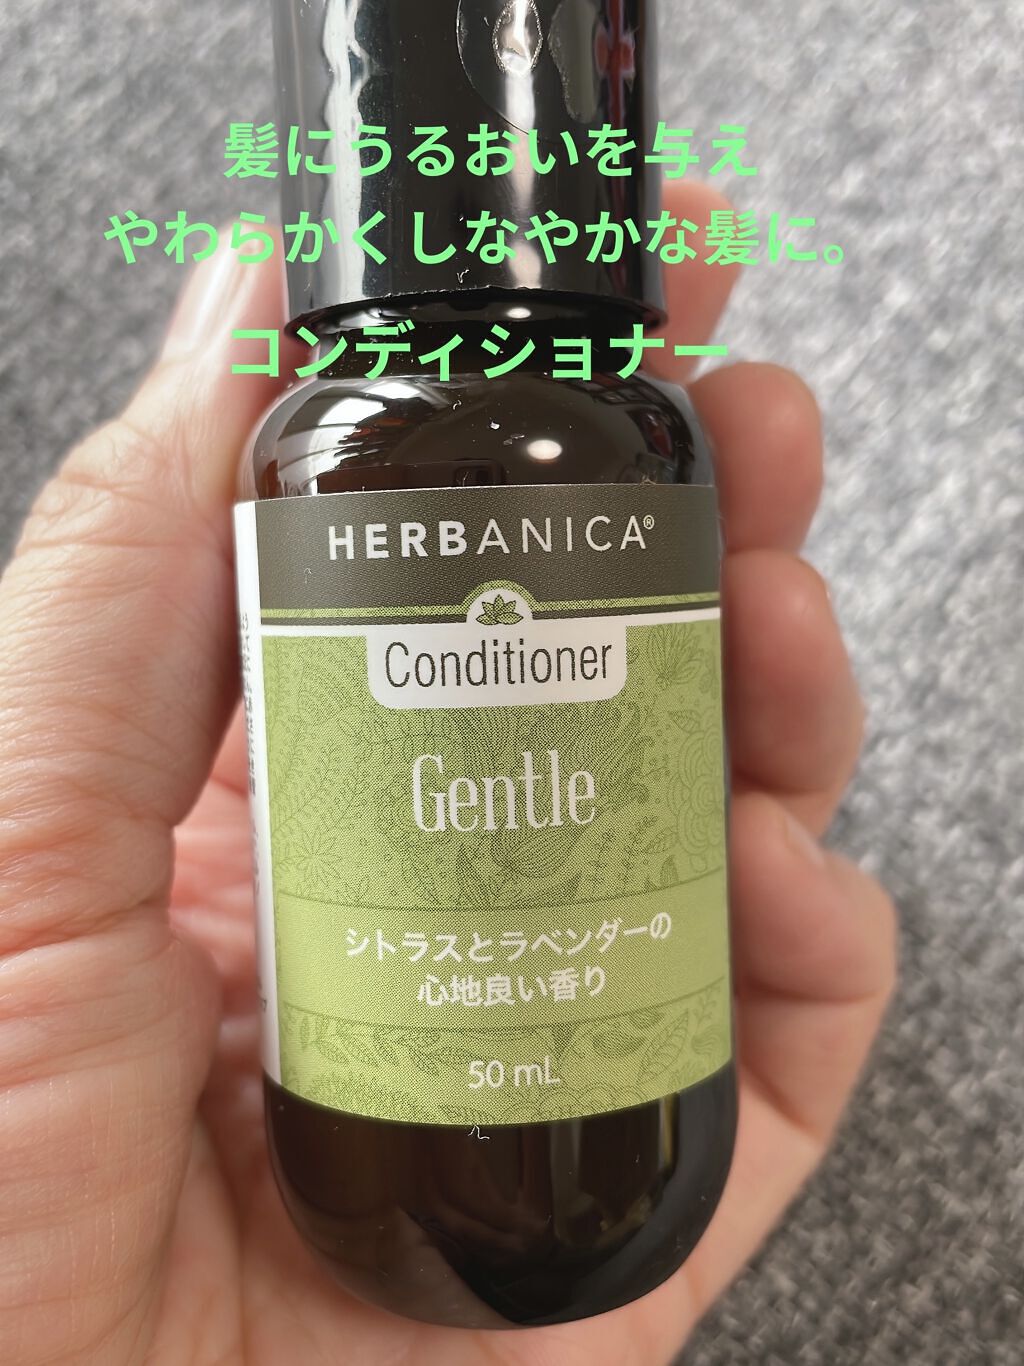 髪にうるおいを与え
やわらかくしなやかな髪に。
コンディショナー
HERBANICA®
Conditioner
Gentle
シトラスとラベンダーの
心地良い香り
50 mL